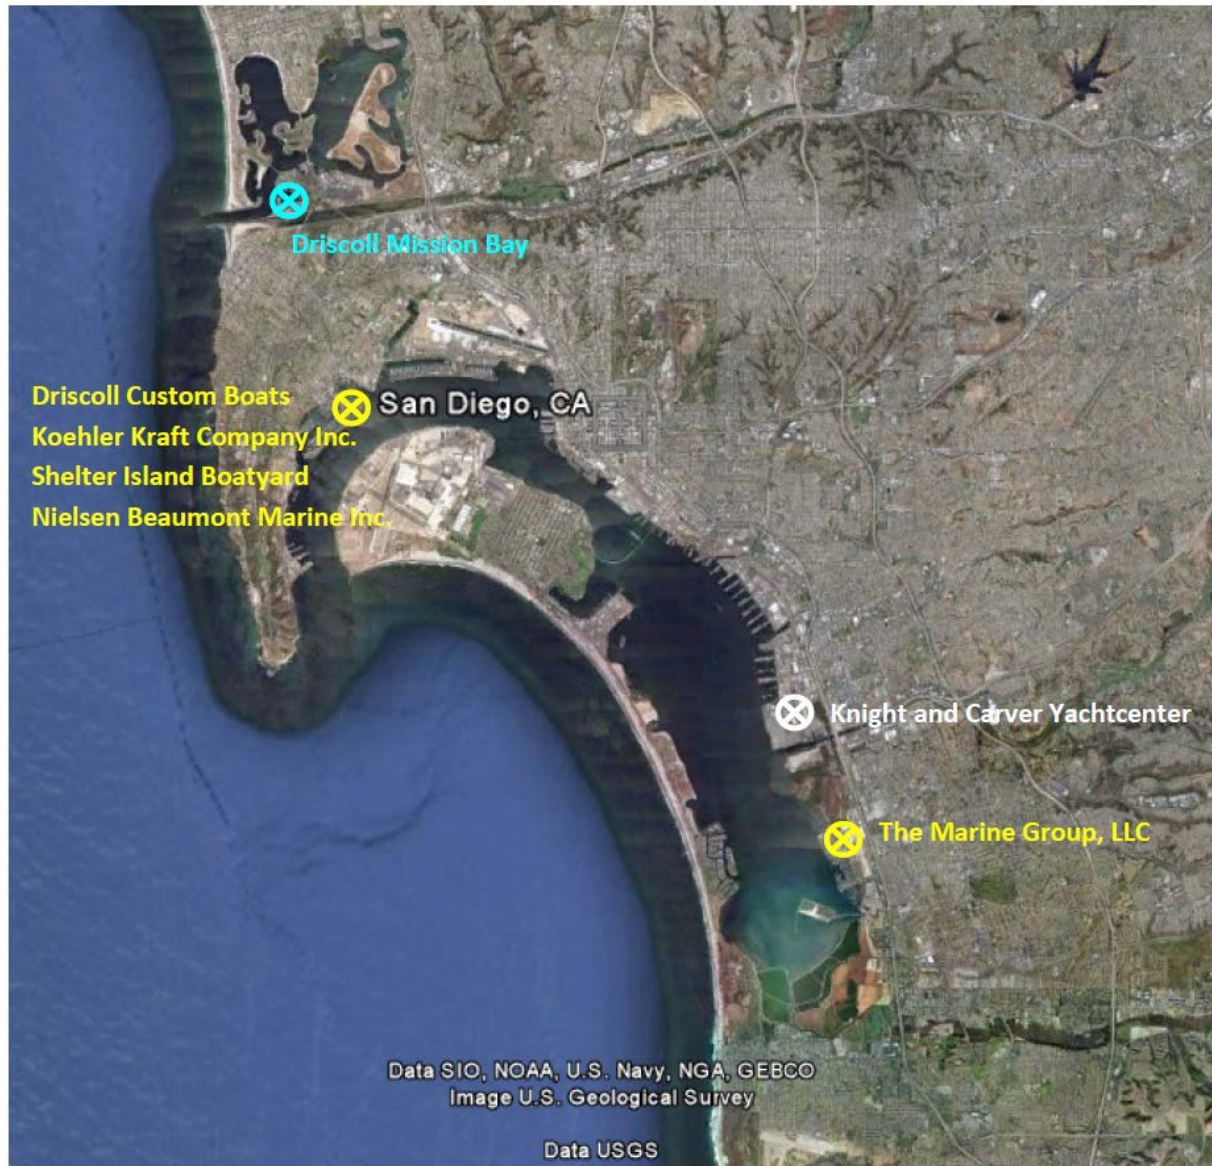 Driscoll Mission Bay
Driscoll Custom Boats
San Diego, CA
Koehler Kraft Company Inc.
Shelter Island Boatyard
Nielsen Beaumont Marine Inc.
Knight and Carver Yachtcenter
The Marine Group, LLC
Data SIO, NOAA, U.S. Navy, NGA, GEBCO
Image U.S. Geological Survey
Data USGS